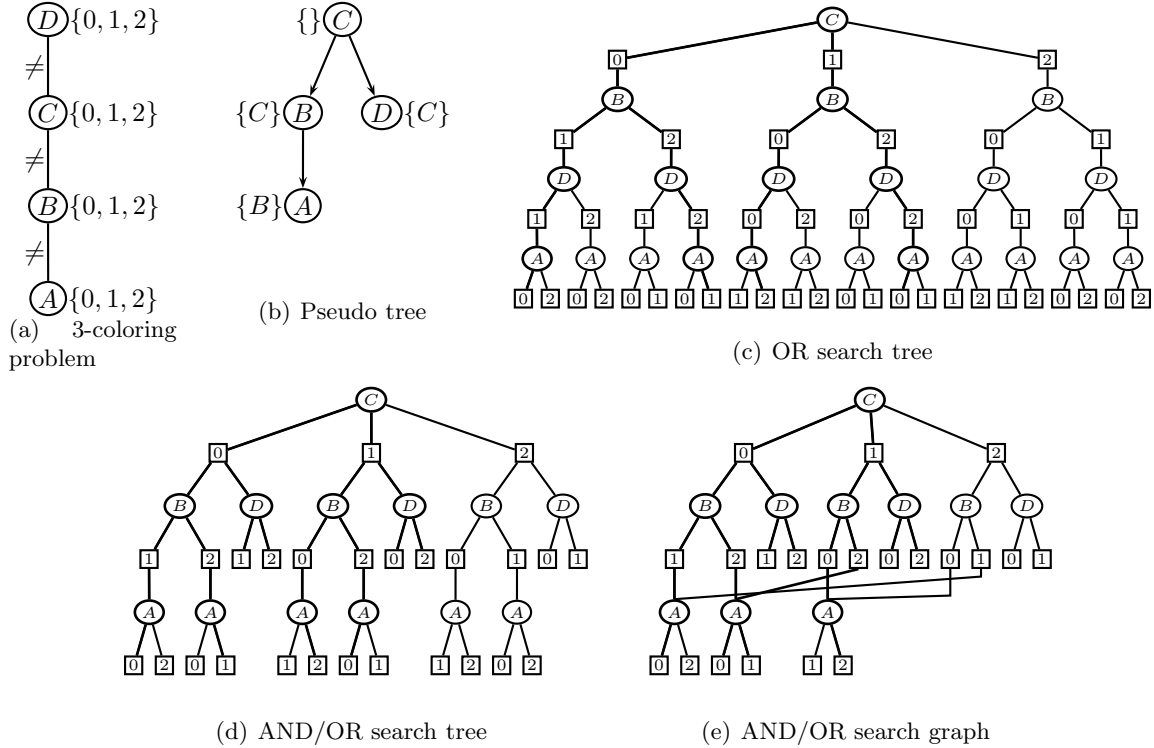 D {0, 1, 2}
≠
C {0, 1, 2}
≠
B {0, 1, 2}
≠
A {0, 1, 2}
(a) 3-coloring
problem
{} C
{C} B D {C}
{B} A
(b) Pseudo tree
C
0 1 2
B B B
1 2 0 2 0 1
D D D D D D
1 2 1 2 0 2 0 2 0 1 0 1
A A A A A A A A A A A A
0 2 0 2 0 1 0 1 1 2 1 2 0 1 0 1 1 2 1 2 0 2 0 2
(c) OR search tree
C
0 1 2
B D B D B D
1 2 1 2 0 2 0 2 0 1 0 1
A A A A A A
0 2 0 1 1 2 0 1 1 2 0 2
(d) AND/OR search tree
C
0 1 2
B D B D B D
1 2 1 2 0 2 0 2 0 1 0 1
A A A
0 2 0 1 1 2
(e) AND/OR search graph